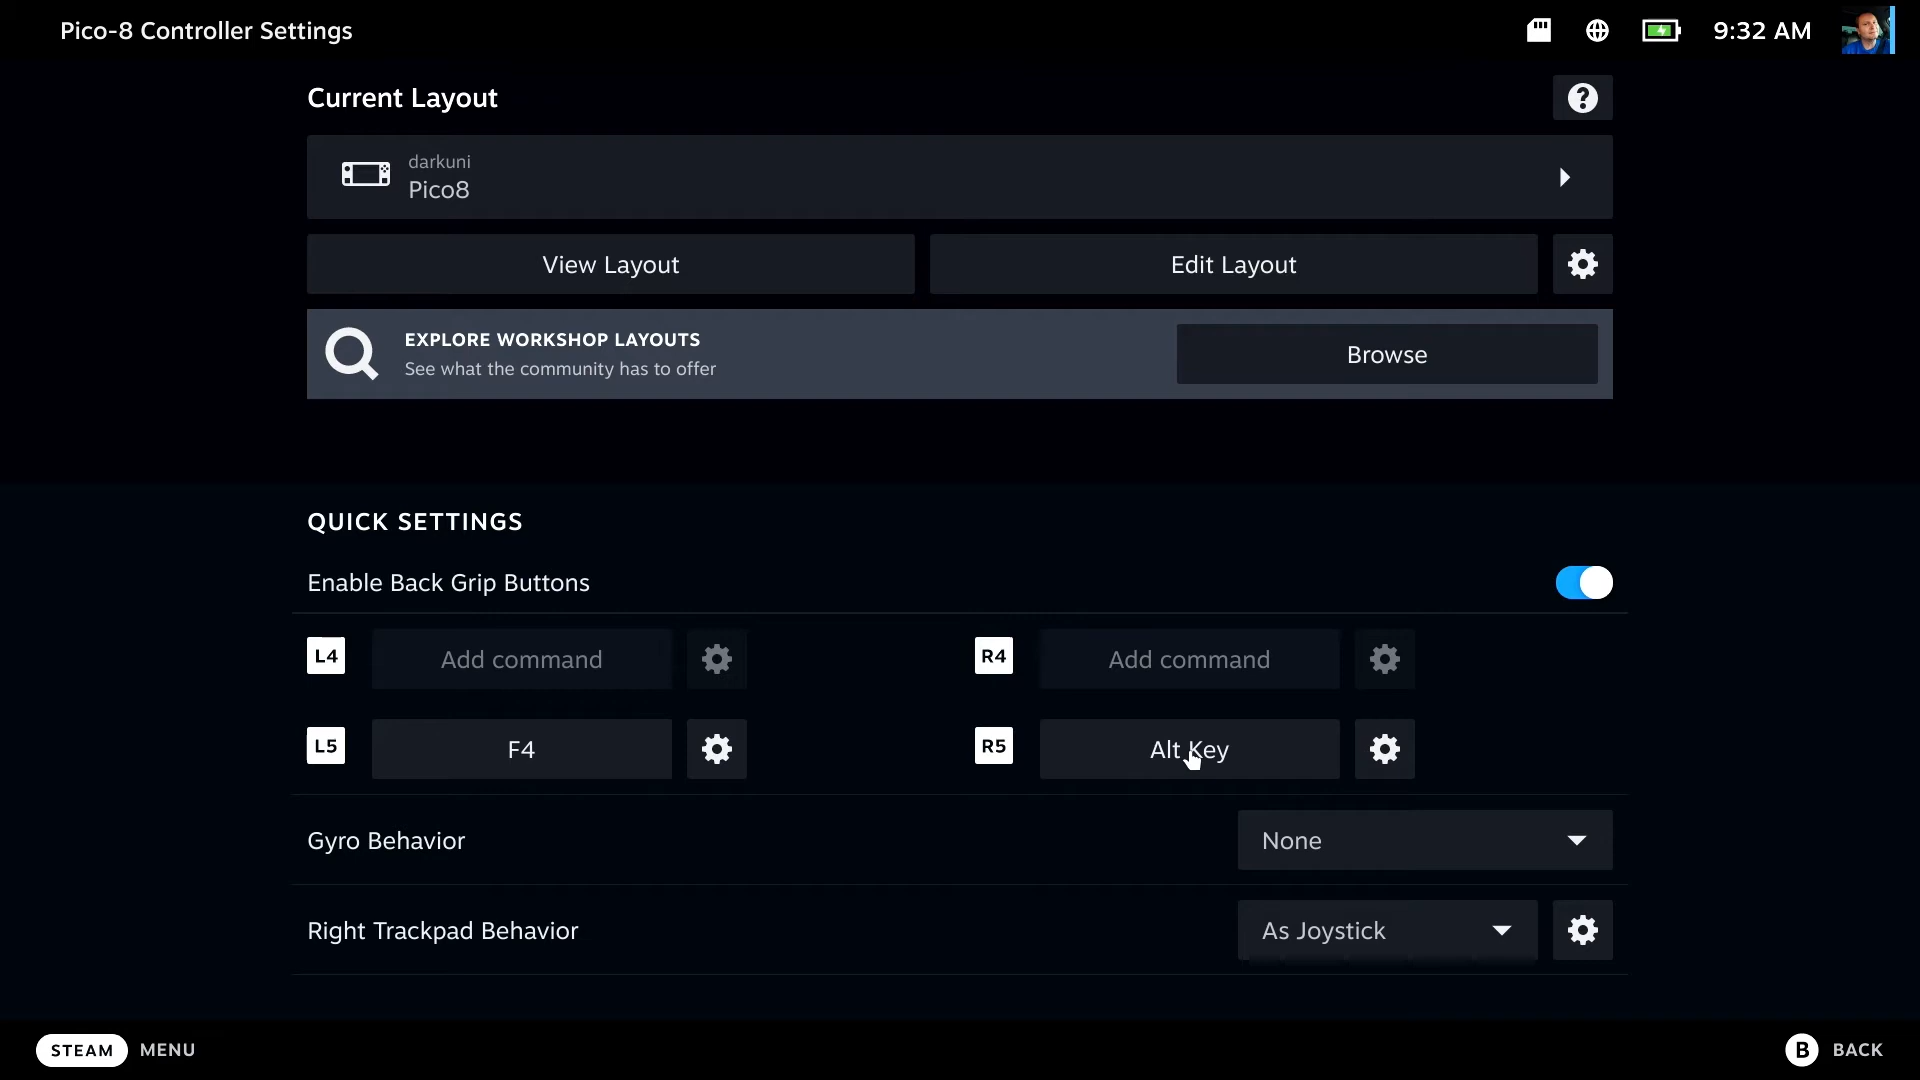 Pico-8 Controller Settings
9:32 AM
Current Layout
?
darkuni
Pico8
View Layout
Edit Layout
EXPLORE WORKSHOP LAYOUTS
See what the community has to offer
Browse
QUICK SETTINGS
Enable Back Grip Buttons
L4
Add command
R4
Add command
L5
F4
R5
Alt Key
Gyro Behavior
None
Right Trackpad Behavior
As Joystick
STEAM
MENU
B
BACK